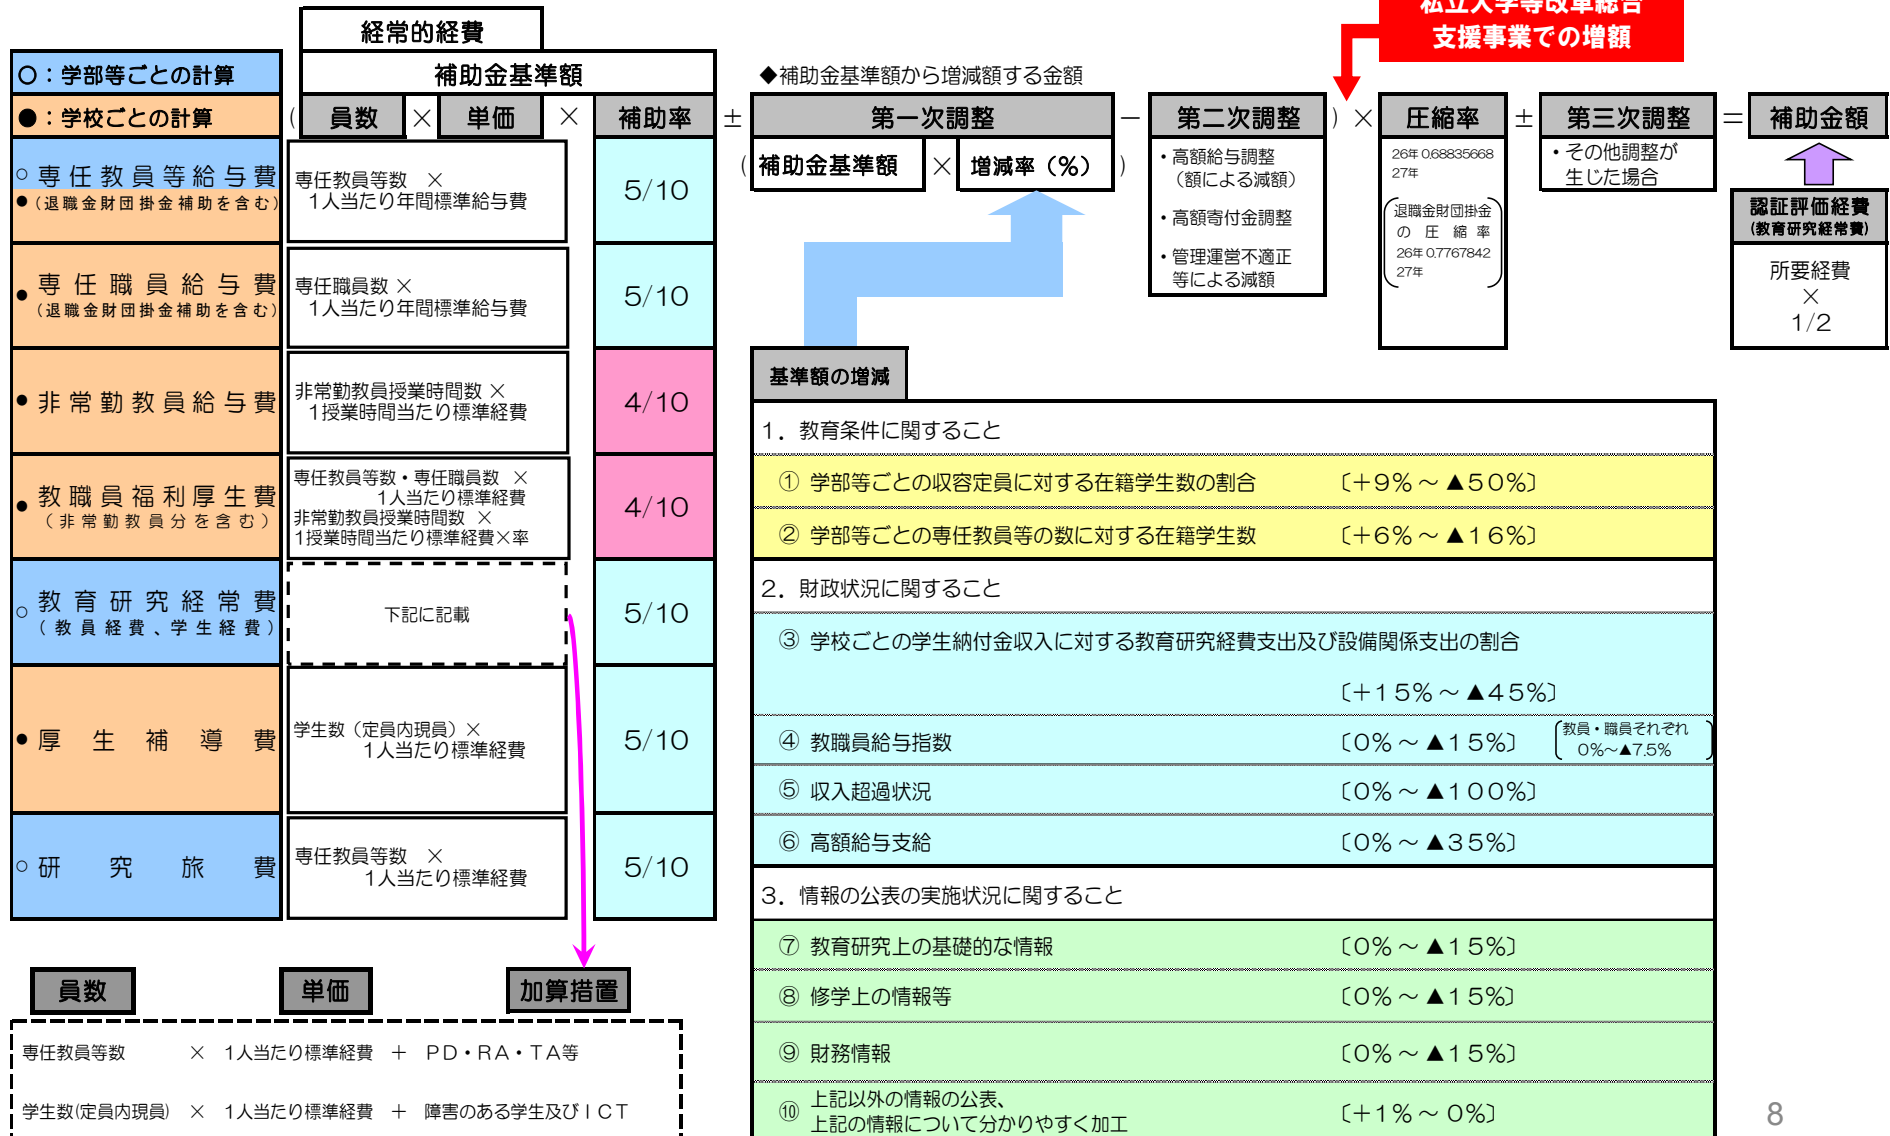 経常的経費
私立大学等改革総合
支援事業での増額
○：学部等ごとの計算
補助金基準額
◆補助金基準額から増減額する金額
●：学校ごとの計算
( 員数 × 単価 × 補助率 ± 第一次調整 － 第二次調整 ) × 圧縮率 ± 第三次調整 ＝ 補助金額
( 補助金基準額 × 増減率（%） )
・高額給与調整
（額による減額）
・高額寄付金調整
・管理運営不適正
等による減額
26年 0.68835668
27年
退職金財団掛金
の圧縮率
26年 0.7767842
27年
・その他調整が
生じた場合
認証評価経費
(教育研究経常費)
所要経費
×
1/2
○専任教員等給与費
●(退職金財団掛金補助を含む)
専任教員等数 ×
1人当たり年間標準給与費
5/10
●専任職員給与費
(退職金財団掛金補助を含む)
専任職員数 ×
1人当たり年間標準給与費
5/10
●非常勤教員給与費
非常勤教員授業時間数 ×
1授業時間当たり標準経費
4/10
●教職員福利厚生費
（非常勤教員分を含む）
専任教員等数・専任職員数 ×
1人当たり標準経費
非常勤教員授業時間数 ×
1授業時間当たり標準経費×率
4/10
○教育研究経常費
(教員経費、学生経費)
下記に記載
5/10
●厚生補導費
学生数（定員内現員）×
1人当たり標準経費
5/10
○研究旅費
専任教員等数 ×
1人当たり標準経費
5/10
員数 単価 加算措置
専任教員等数 × 1人当たり標準経費 ＋ ＰＤ・ＲＡ・ＴＡ等
学生数(定員内現員) × 1人当たり標準経費 ＋ 障害のある学生及びＩＣＴ
基準額の増減
１．教育条件に関すること
① 学部等ごとの収容定員に対する在籍学生数の割合 〔＋９％～▲５０％〕
② 学部等ごとの専任教員等の数に対する在籍学生数 〔＋６％～▲１６％〕
２．財政状況に関すること
③ 学校ごとの学生納付金収入に対する教育研究経費支出及び設備関係支出の割合
〔＋１５％～▲４５％〕
④ 教職員給与指数 〔０％～▲１５％〕
教員・職員それぞれ
０％～▲7.5％
⑤ 収入超過状況 〔０％～▲１００％〕
⑥ 高額給与支給 〔０％～▲３５％〕
３．情報の公表の実施状況に関すること
⑦ 教育研究上の基礎的な情報 〔０％～▲１５％〕
⑧ 修学上の情報等 〔０％～▲１５％〕
⑨ 財務情報 〔０％～▲１５％〕
⑩ 上記以外の情報の公表、
上記の情報について分かりやすく加工 〔＋１％～０％〕
8